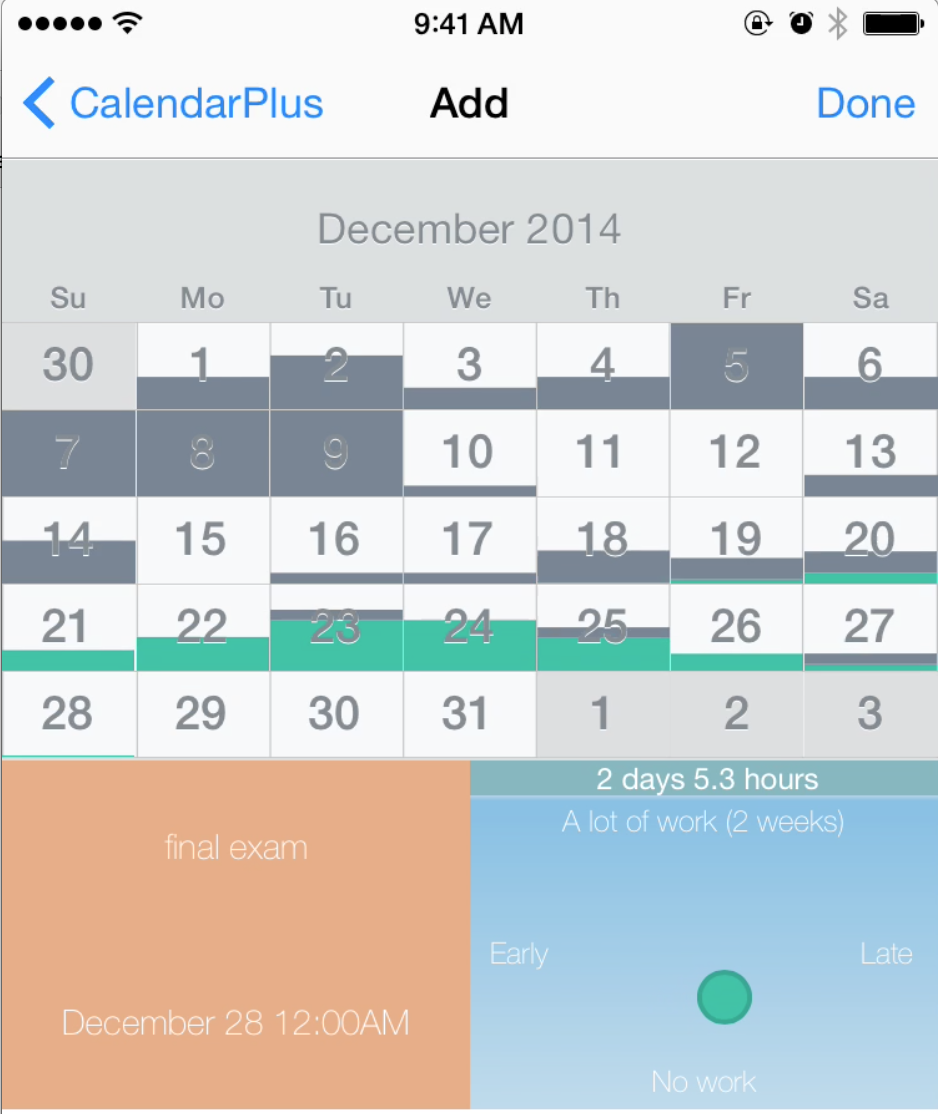 9:41 AM
CalendarPlus Add Done
December 2014
Su Mo Tu We Th Fr Sa
30 1 2 3 4 5 6
7 8 9 10 11 12 13
14 15 16 17 18 19 20
21 22 23 24 25 26 27
28 29 30 31 1 2 3
final exam
December 28 12:00AM
2 days 5.3 hours
A lot of work (2 weeks)
Early Late
No work